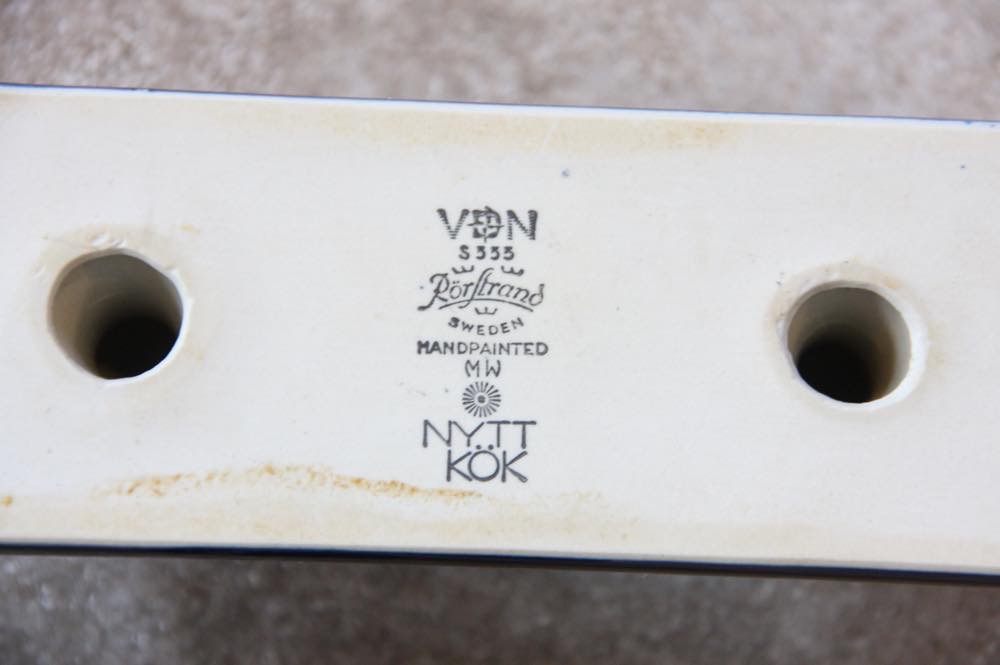 VDN
S333
Rörstrand
SWEDEN
HANDPAINTED
MW
NYTT
KÖK